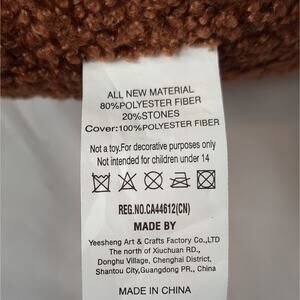 ALL NEW MATERIAL
80%POLYESTER FIBER
20%STONES
Cover:100%POLYESTER FIBER
Not a toy.For decorative purposes only
Not intended for children under 14
REG.NO.CA44612(CN)
MADE BY
Yeesheng Art & Crafts Factory Co.,LTD
The north of Xiuchuan RD.,
Donghu Village, Chenghai District,
Shantou City,Guangdong PR., China
MADE IN CHINA